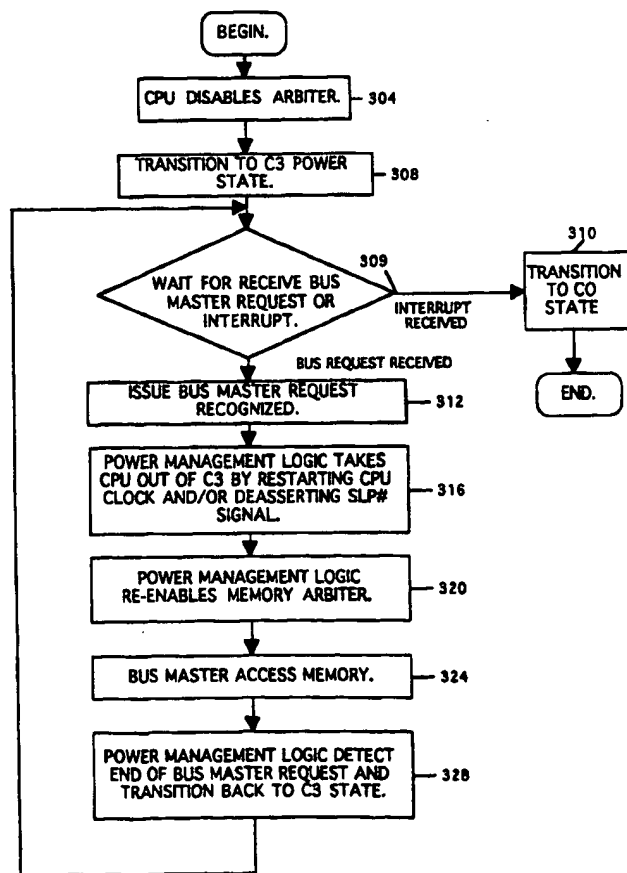 BEGIN.
CPU DISABLES ARBITER.
304
TRANSITION TO C3 POWER
STATE.
308
309
WAIT FOR RECEIVE BUS
MASTER REQUEST OR
INTERRUPT.
INTERRUPT
RECEIVED
310
TRANSITION
TO CO
STATE
END.
BUS REQUEST RECEIVED
ISSUE BUS MASTER REQUEST
RECOGNIZED.
312
POWER MANAGEMENT LOGIC TAKES
CPU OUT OF C3 BY RESTARTING CPU
CLOCK AND/OR DEASSERTING SLP#
SIGNAL.
316
POWER MANAGEMENT LOGIC
RE-ENABLES MEMORY ARBITER.
320
BUS MASTER ACCESS MEMORY.
324
POWER MANAGEMENT LOGIC DETECT
END OF BUS MASTER REQUEST AND
TRANSITION BACK TO C3 STATE.
328